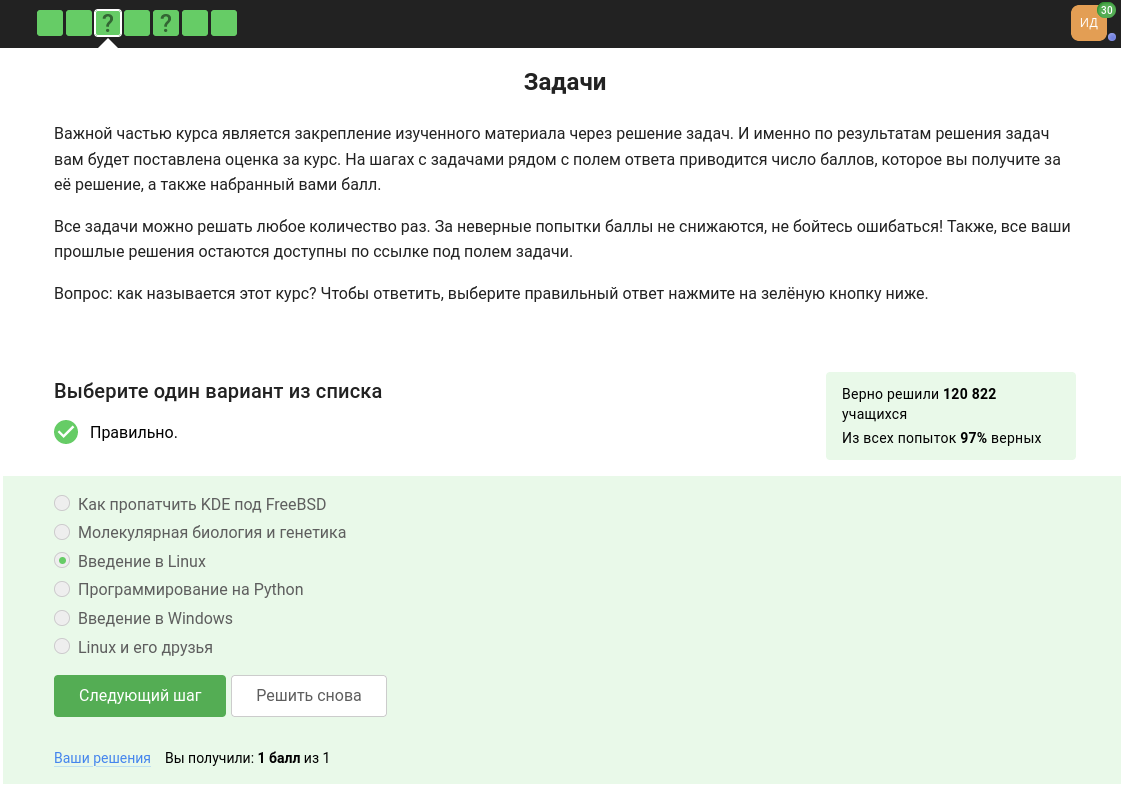 ? ?
ИД 30
Задачи
Важной частью курса является закрепление изученного материала через решение задач. И именно по результатам решения задач
вам будет поставлена оценка за курс. На шагах с задачами рядом с полем ответа приводится число баллов, которое вы получите за
её решение, а также набранный вами балл.
Все задачи можно решать любое количество раз. За неверные попытки баллы не снижаются, не бойтесь ошибаться! Также, все ваши
прошлые решения остаются доступны по ссылке под полем задачи.
Вопрос: как называется этот курс? Чтобы ответить, выберите правильный ответ нажмите на зелёную кнопку ниже.
Выберите один вариант из списка
Правильно.
Верно решили 120 822
учащихся
Из всех попыток 97% верных
Как пропатчить KDE под FreeBSD
Молекулярная биология и генетика
Введение в Linux
Программирование на Python
Введение в Windows
Linux и его друзья
Следующий шаг Решить снова
Ваши решения Вы получили: 1 балл из 1